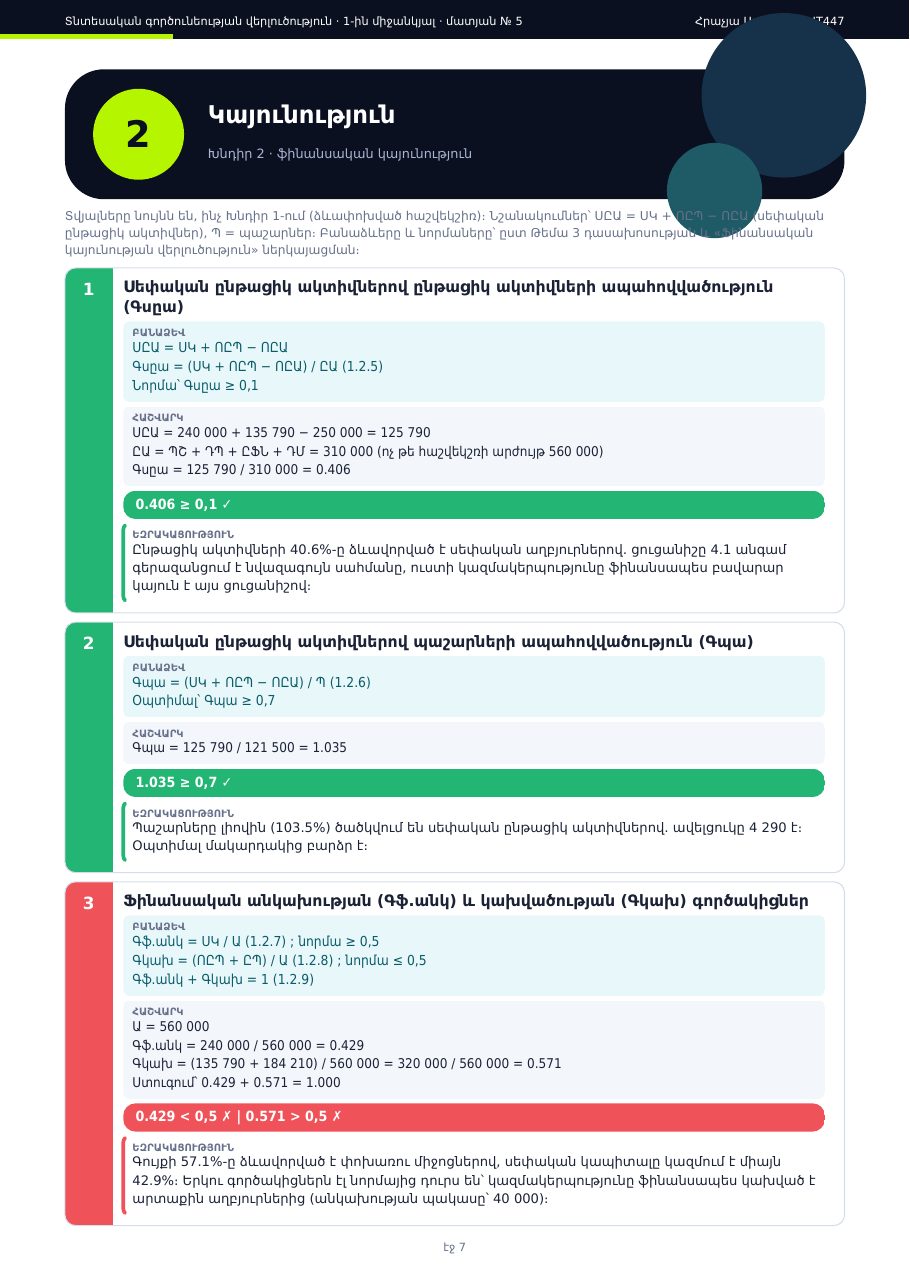 Տնտեսական գործունեության վերլուծություն · 1-ին միջանկյալ · մատյան № 5
Հրաչյա Մ T447
2
Կայունություն
Խնդիր 2 · ֆինանսական կայունություն
Տվյալները նույնն են, ինչ Խնդիր 1-ում (ձևափոխված հաշվեկշիռ)։ Նշանակումներ՝ ՍԸԱ = ՍԿ + ՈԸՊ − ՈԸԱ (սեփական
ընթացիկ ակտիվներ), Պ = պաշարներ։ Բանաձևերը և նորմաները՝ ըստ Թեմա 3 դասախոսության և «Ֆինանսական
կայունության վերլուծություն» ներկայացման։
1
Սեփական ընթացիկ ակտիվներով ընթացիկ ակտիվների ապահովվածություն
(Գսըա)
ԲԱՆԱՁԵՎ
ՍԸԱ = ՍԿ + ՈԸՊ − ՈԸԱ
Գսըա = (ՍԿ + ՈԸՊ − ՈԸԱ) / ԸԱ (1.2.5)
Նորմա՝ Գսըա ≥ 0,1
ՀԱՇՎԱՐԿ
ՍԸԱ = 240 000 + 135 790 − 250 000 = 125 790
ԸԱ = ՊՇ + ԴՊ + ԸՖՆ + ԴՄ = 310 000 (ոչ թե հաշվեկշռի արժույթ 560 000)
Գսըա = 125 790 / 310 000 = 0.406
0.406 ≥ 0,1 ✓
ԵԶՐԱԿԱՑՈՒԹՅՈՒՆ
Ընթացիկ ակտիվների 40.6%-ը ձևավորված է սեփական աղբյուրներով. ցուցանիշը 4.1 անգամ
գերազանցում է նվազագույն սահմանը, ուստի կազմակերպությունը ֆինանսապես բավարար
կայուն է այս ցուցանիշով։
2
Սեփական ընթացիկ ակտիվներով պաշարների ապահովվածություն (Գպա)
ԲԱՆԱՁԵՎ
Գպա = (ՍԿ + ՈԸՊ − ՈԸԱ) / Պ (1.2.6)
Օպտիմալ՝ Գպա ≥ 0,7
ՀԱՇՎԱՐԿ
Գպա = 125 790 / 121 500 = 1.035
1.035 ≥ 0,7 ✓
ԵԶՐԱԿԱՑՈՒԹՅՈՒՆ
Պաշարները լիովին (103.5%) ծածկվում են սեփական ընթացիկ ակտիվներով. ավելցուկը 4 290 է։
Օպտիմալ մակարդակից բարձր է։
3
Ֆինանսական անկախության (Գֆ.անկ) և կախվածության (Գկախ) գործակիցներ
ԲԱՆԱՁԵՎ
Գֆ.անկ = ՍԿ / Ա (1.2.7) ; նորմա ≥ 0,5
Գկախ = (ՈԸՊ + ԸՊ) / Ա (1.2.8) ; նորմա ≤ 0,5
Գֆ.անկ + Գկախ = 1 (1.2.9)
ՀԱՇՎԱՐԿ
Ա = 560 000
Գֆ.անկ = 240 000 / 560 000 = 0.429
Գկախ = (135 790 + 184 210) / 560 000 = 320 000 / 560 000 = 0.571
Ստուգում՝ 0.429 + 0.571 = 1.000
0.429 < 0,5 ✗ | 0.571 > 0,5 ✗
ԵԶՐԱԿԱՑՈՒԹՅՈՒՆ
Գույքի 57.1%-ը ձևավորված է փոխառու միջոցներով, սեփական կապիտալը կազմում է միայն
42.9%։ Երկու գործակիցներն էլ նորմայից դուրս են՝ կազմակերպությունը ֆինանսապես կախված է
արտաքին աղբյուրներից (անկախության պակասը՝ 40 000)։
էջ 7